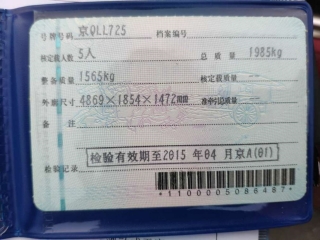 号牌号码 京QLL725 档案编号
核定载人数 5人 总质量 1985kg
整备质量 1565kg 核定载质量
外廓尺寸 4869×1854×1472mm 准牵引总质量
备注
检验有效期至2015年04月京A(01)
检验记录
*1100005086487*